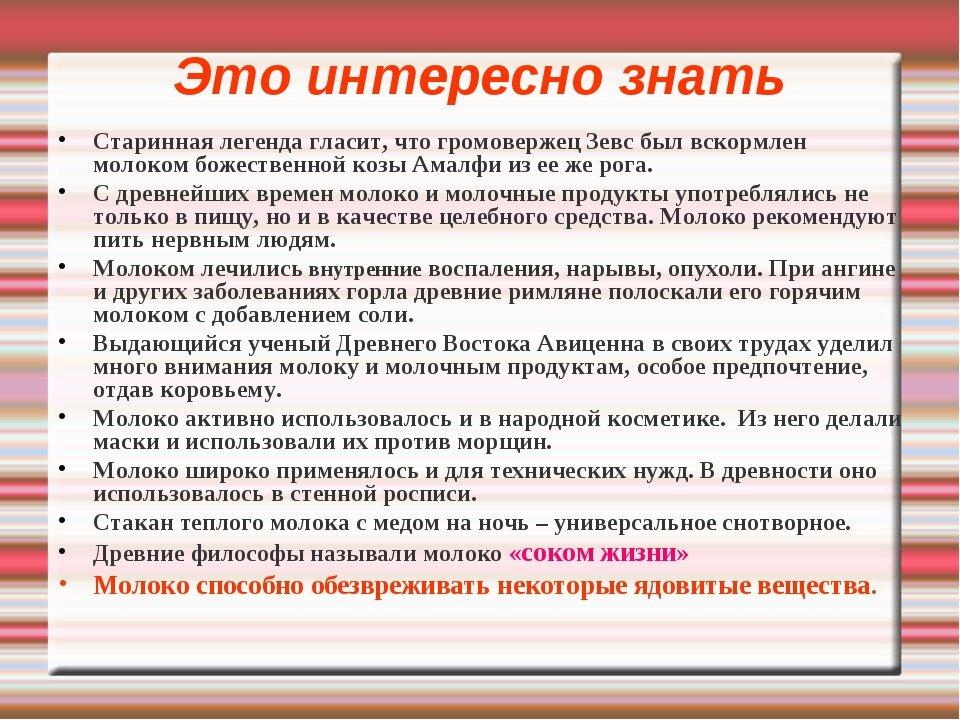 Это интересно знать
• Старинная легенда гласит, что громовержец Зевс был вскормлен
молоком божественной козы Амалфи из ее же рога.
• С древнейших времен молоко и молочные продукты употреблялись не
только в пищу, но и в качестве целебного средства. Молоко рекомендуют
пить нервным людям.
• Молоком лечились внутренние воспаления, нарывы, опухоли. При ангине
и других заболеваниях горла древние римляне полоскали его горячим
молоком с добавлением соли.
• Выдающийся ученый Древнего Востока Авиценна в своих трудах уделил
много внимания молоку и молочным продуктам, особое предпочтение,
отдав коровьему.
• Молоко активно использовалось и в народной косметике. Из него делали
маски и использовали их против морщин.
• Молоко широко применялось и для технических нужд. В древности оно
использовалось в стенной росписи.
• Стакан теплого молока с медом на ночь – универсальное снотворное.
• Древние философы называли молоко «соком жизни»
• Молоко способно обезвреживать некоторые ядовитые вещества.